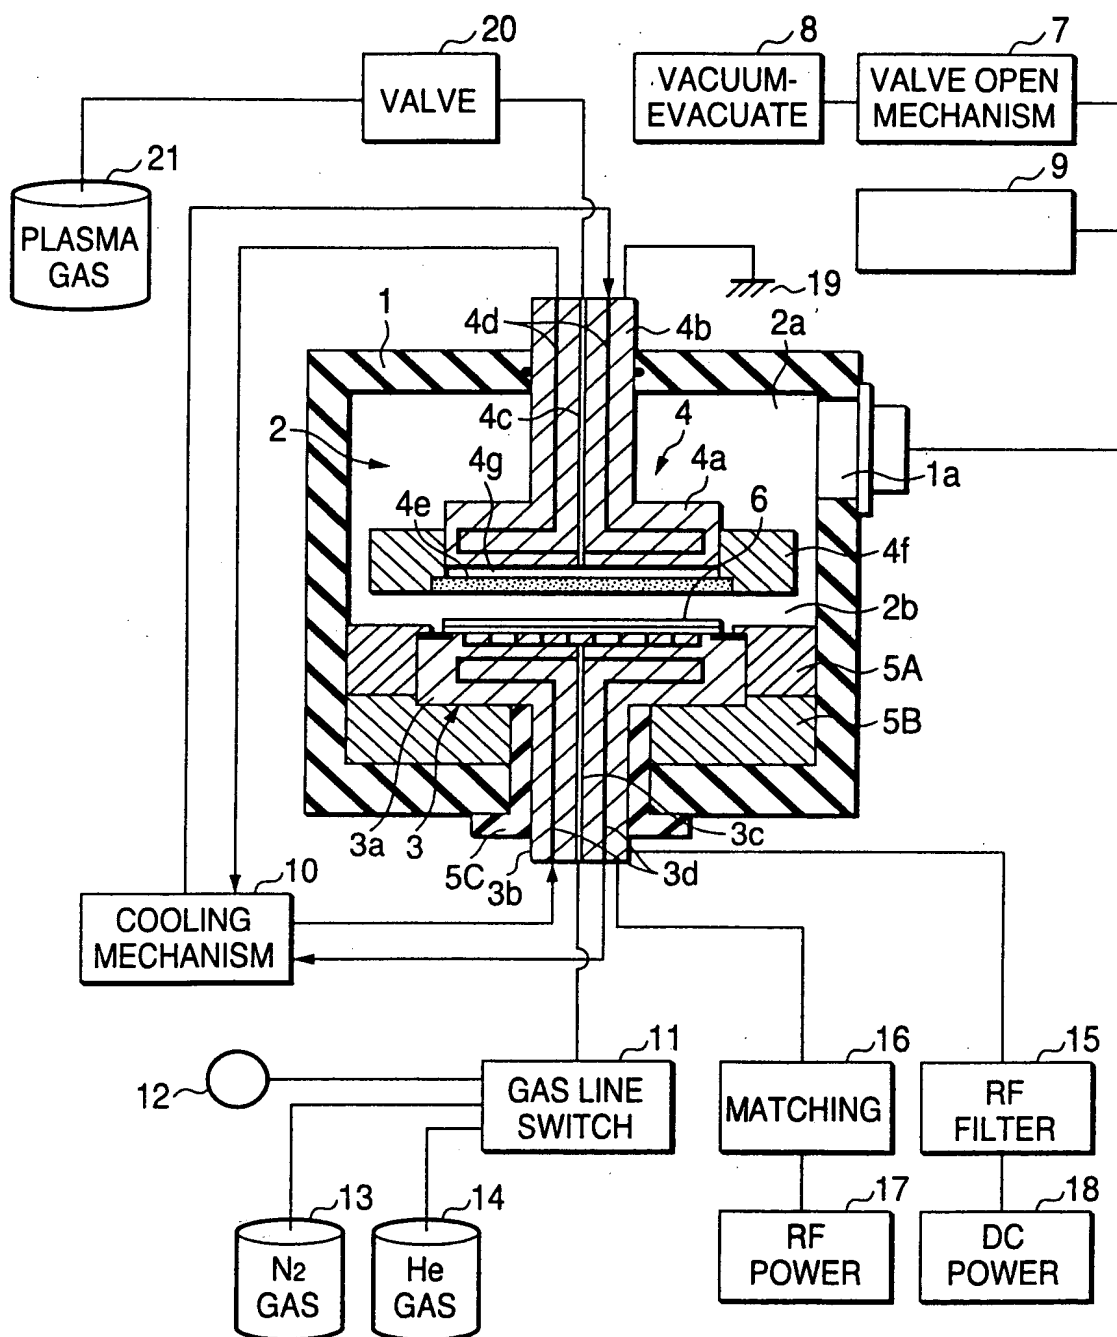 20
8
7
VALVE
VACUUM-
EVACUATE
VALVE OPEN
MECHANISM
21
9
PLASMA
GAS
19
1
4d
4b
2a
4c
2
4
4g
4a
1a
4e
6
4f
2b
5A
5B
3a
3
3c
5C
3b
3d
10
COOLING
MECHANISM
11
16
15
12
GAS LINE
SWITCH
MATCHING
RF
FILTER
13
14
17
18
N2
GAS
He
GAS
RF
POWER
DC
POWER